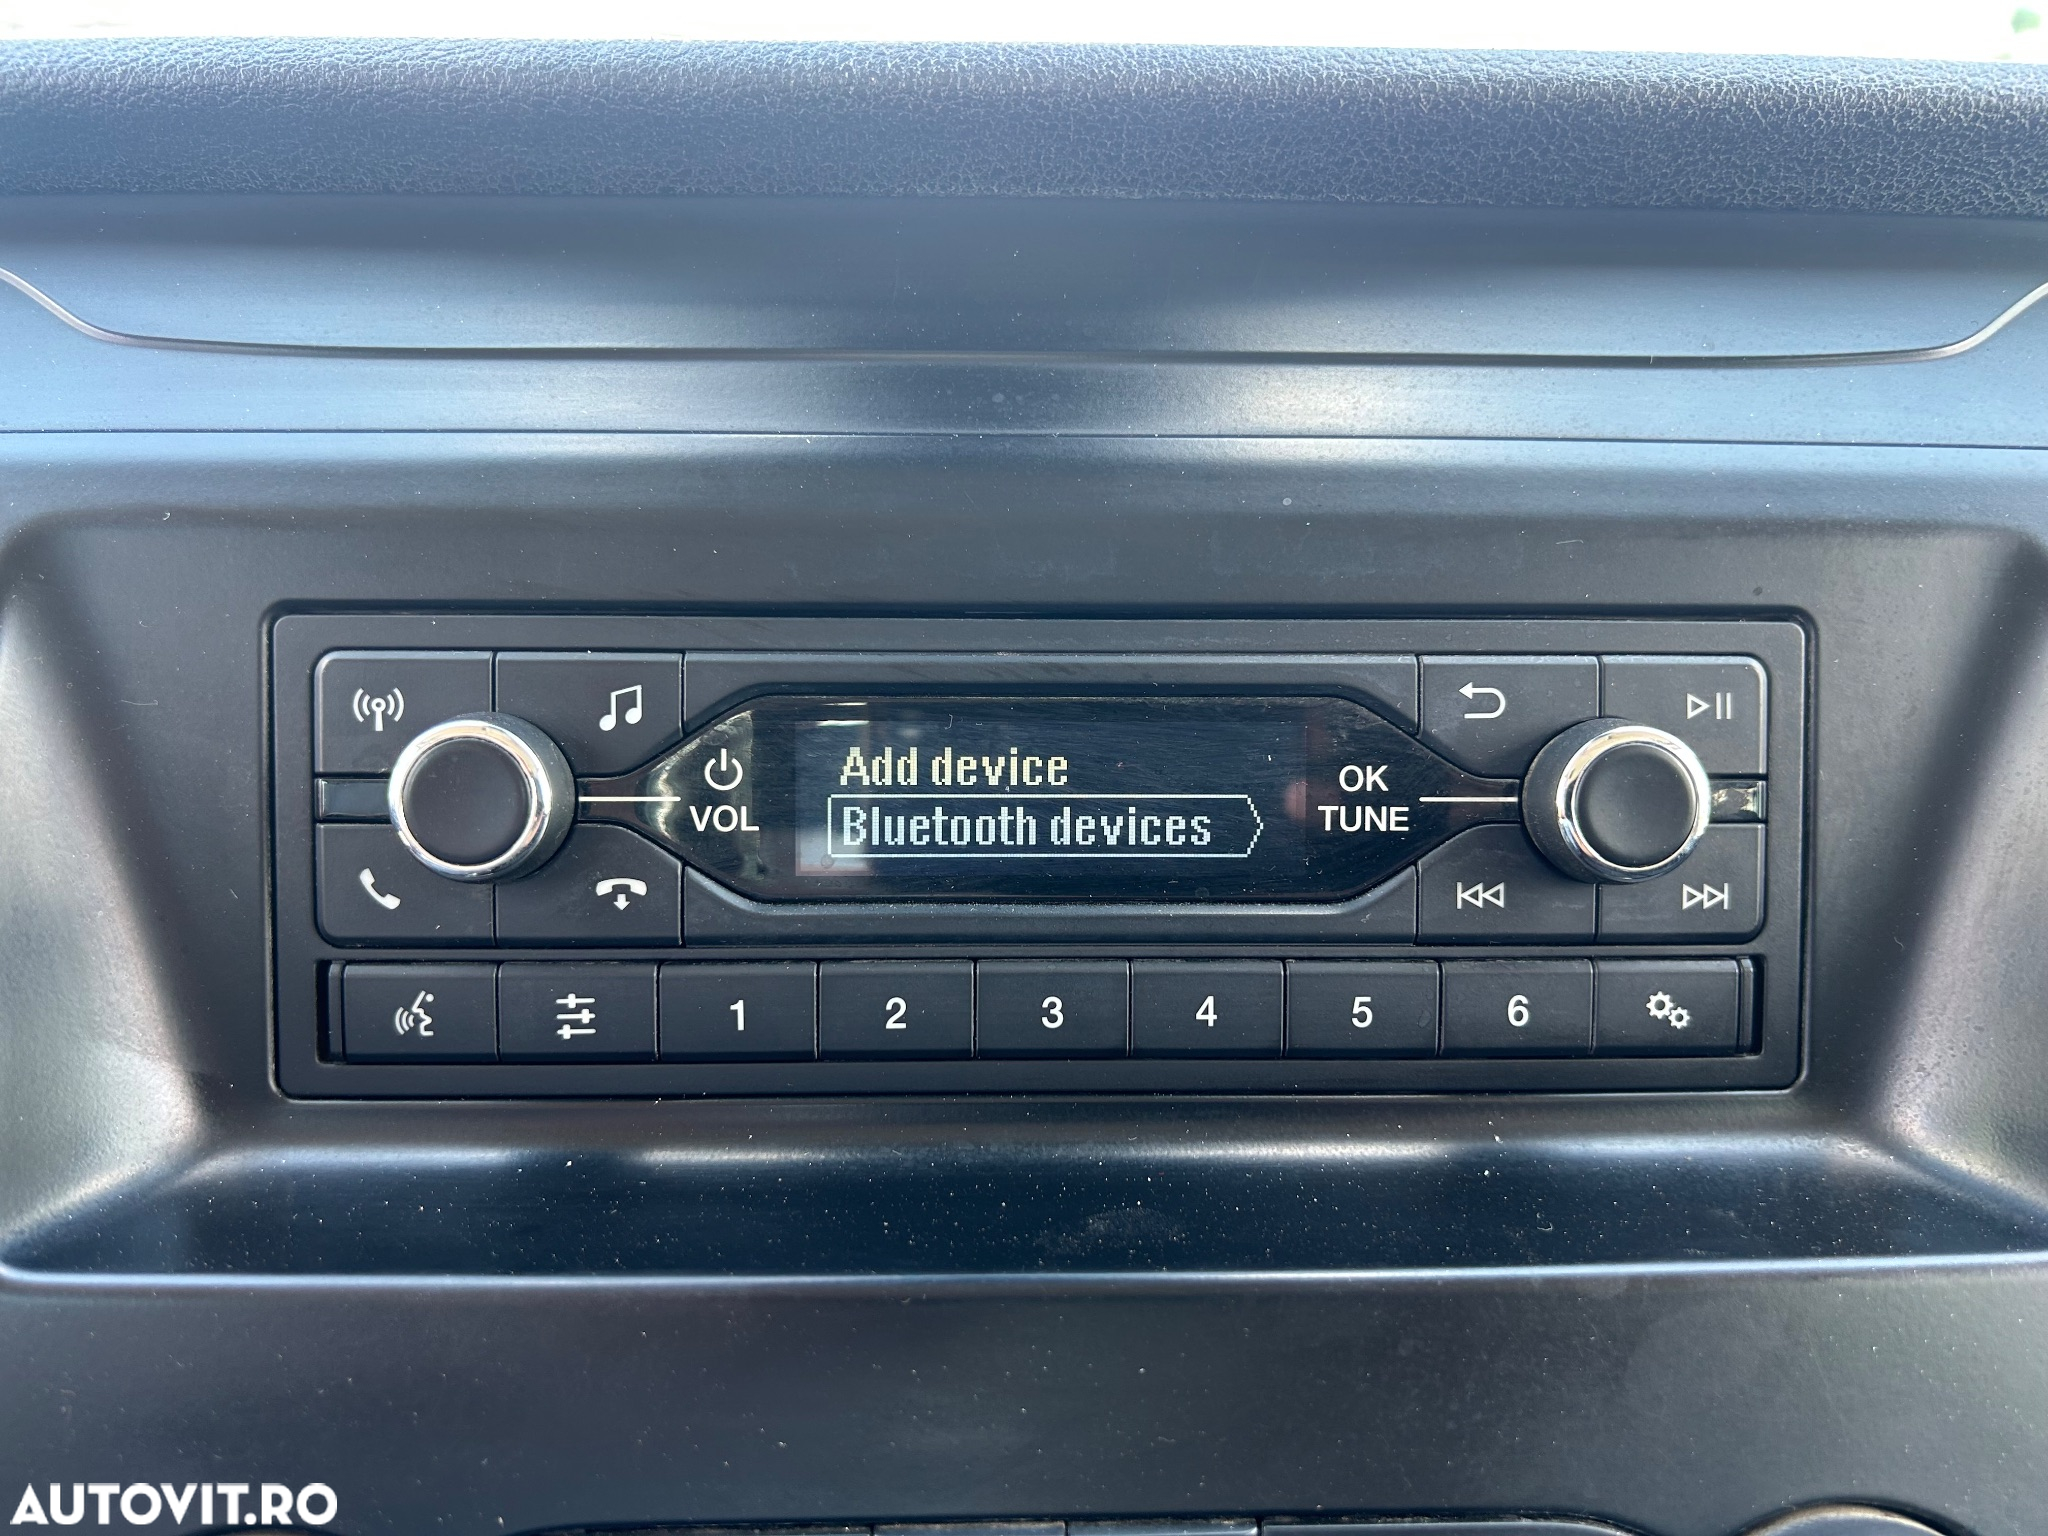 Add device
Bluetooth devices
VOL
OK
TUNE
1 2 3 4 5 6
AUTOVIT.RO